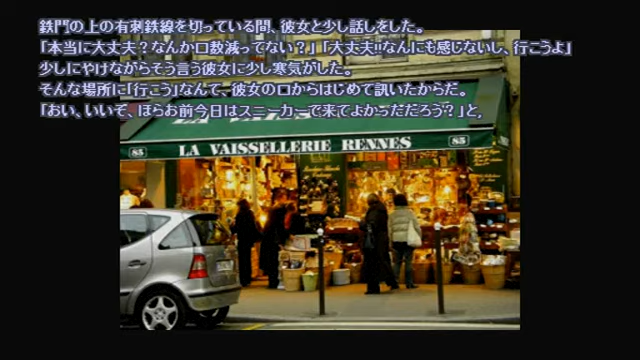 鉄門の上の有刺鉄線を切っている間、彼女と少し話しをした。
「本当に大丈夫？なんか口数減ってない？」「大丈夫!!なんにも感じないし、行こうよ」
少しにやけながらそう言う彼女に少し寒気がした。
そんな場所に「行こう」なんて、彼女の口からはじめて訊いたからだ。
「おい、いいぞ、ほらお前今日はスニーカーで来てよかっただろう？」と,
85 LA VAISSELLERIE RENNES 85